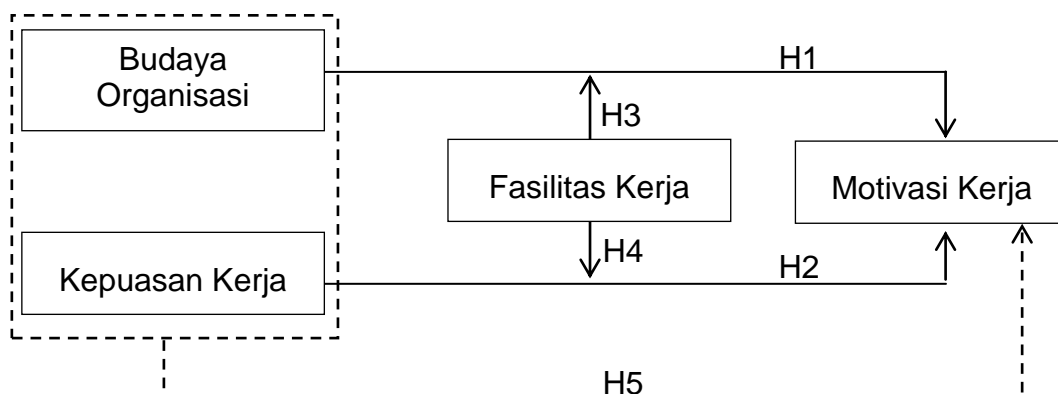 Budaya
Organisasi
H1
H3
Fasilitas Kerja
Motivasi Kerja
H4
Kepuasan Kerja
H2
H5